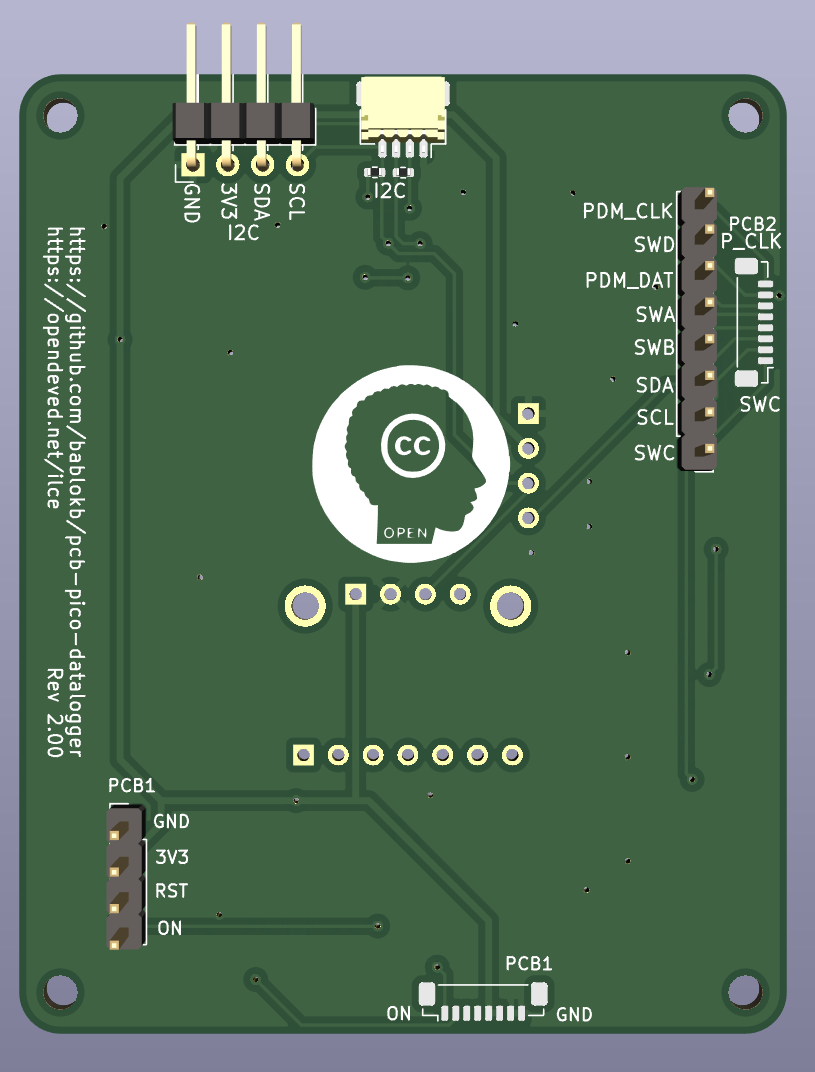 GND
3V3
SDA
SCL
I2C
I2C
PDM_CLK
SWD
PDM_DAT
SWA
SWB
SDA
SCL
SWC
PCB2
P_CLK
SWC
https://github.com/bablokb/pcb-pico-datalogger
https://opendeved.net/ilce
Rev 2.00
CC
OPEN
PCB1
GND
3V3
RST
ON
PCB1
ON
GND